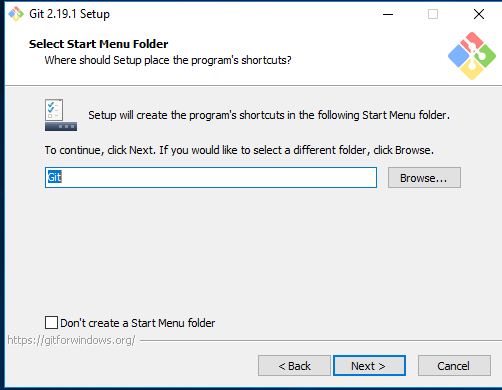 Git 2.19.1 Setup
Select Start Menu Folder
Where should Setup place the program's shortcuts?
Setup will create the program's shortcuts in the following Start Menu folder.
To continue, click Next. If you would like to select a different folder, click Browse.
Git
Browse...
Don't create a Start Menu folder
https://gitforwindows.org/
< Back
Next >
Cancel